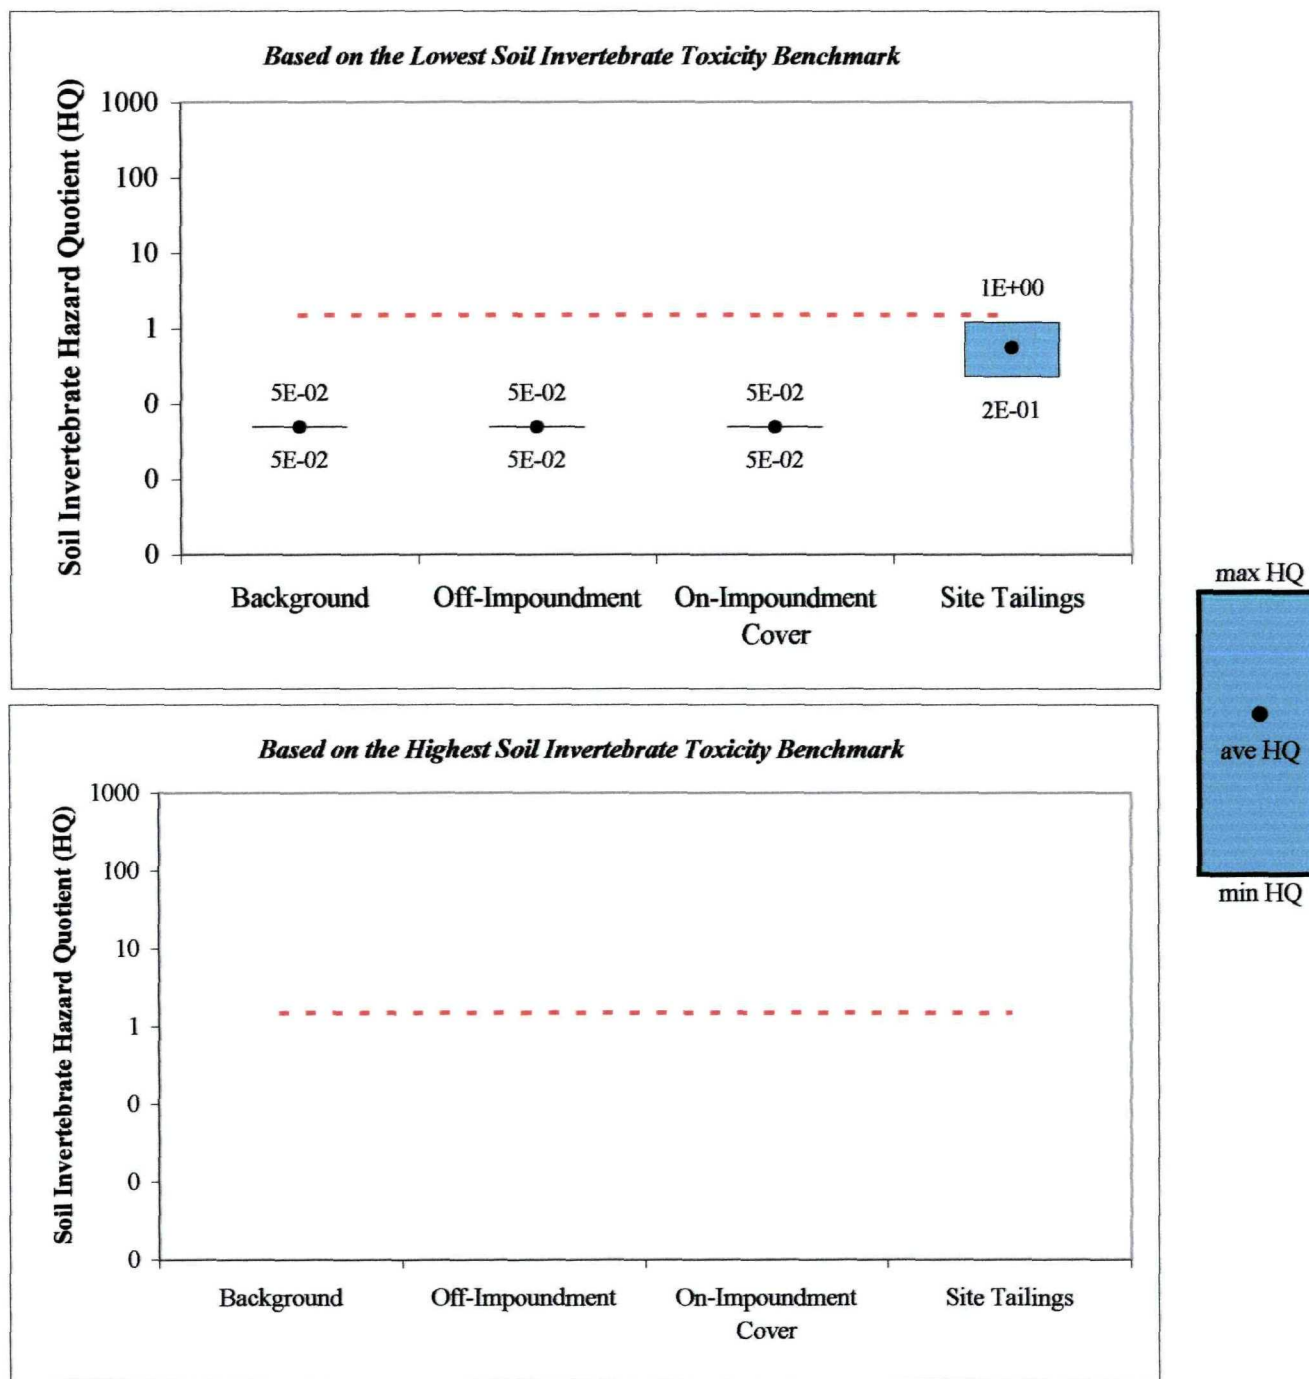 Based on the Lowest Soil Invertebrate Toxicity Benchmark
Soil Invertebrate Hazard Quotient (HQ)
1000
100
10
1
0
0
0
1E+00
2E-01
5E-02
5E-02
5E-02
5E-02
5E-02
5E-02
Background
Off-Impoundment
On-Impoundment
Cover
Site Tailings
max HQ
ave HQ
min HQ
Based on the Highest Soil Invertebrate Toxicity Benchmark
Soil Invertebrate Hazard Quotient (HQ)
1000
100
10
1
0
0
0
Background
Off-Impoundment
On-Impoundment
Cover
Site Tailings